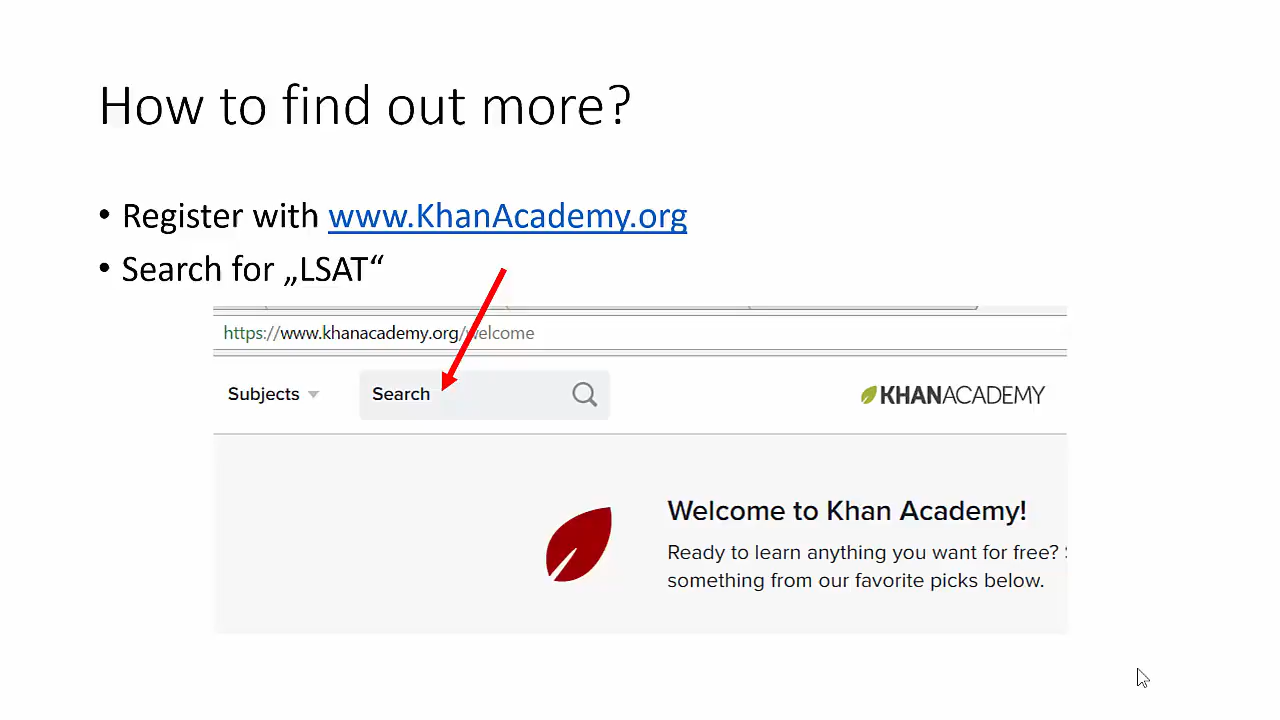 How to find out more?
• Register with www.KhanAcademy.org
• Search for „LSAT“
https://www.khanacademy.org/welcome
Subjects
Search
KHANACADEMY
Welcome to Khan Academy!
Ready to learn anything you want for free?
something from our favorite picks below.